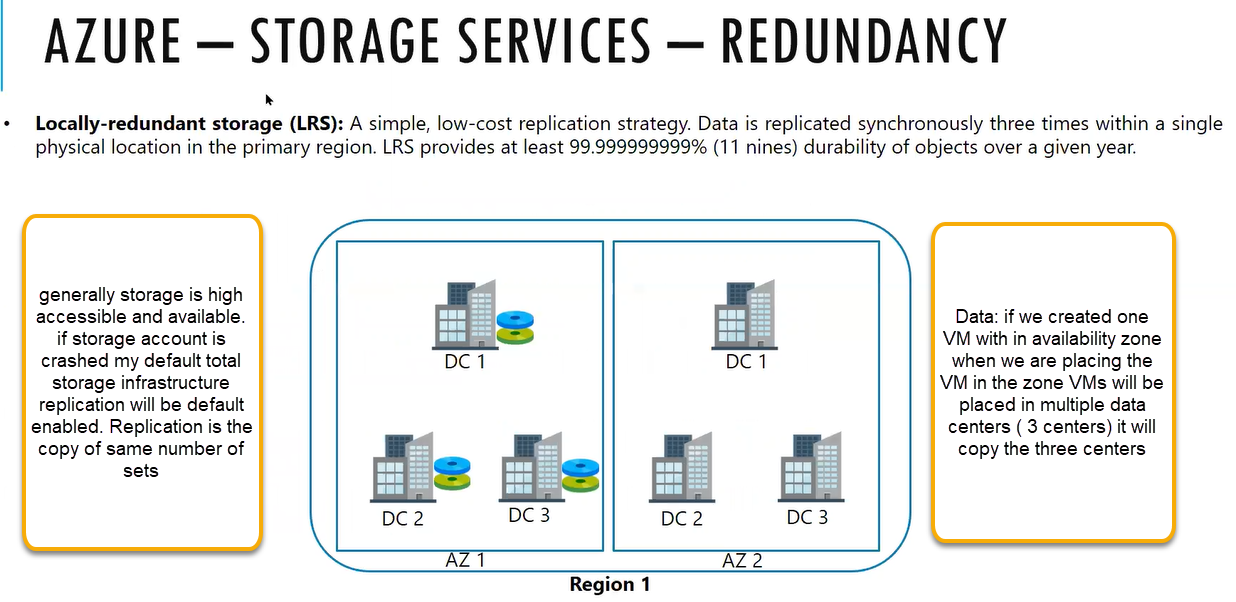 AZURE – STORAGE SERVICES – REDUNDANCY
• Locally-redundant storage (LRS): A simple, low-cost replication strategy. Data is replicated synchronously three times within a single
physical location in the primary region. LRS provides at least 99.999999999% (11 nines) durability of objects over a given year.
generally storage is high
accessible and available.
if storage account is
crashed my default total
storage infrastructure
replication will be default
enabled. Replication is the
copy of same number of
sets
DC 1
DC 2
DC 3
AZ 1
DC 1
DC 2
DC 3
AZ 2
Region 1
Data: if we created one
VM with in availability zone
when we are placing the
VM in the zone VMs will be
placed in multiple data
centers ( 3 centers) it will
copy the three centers